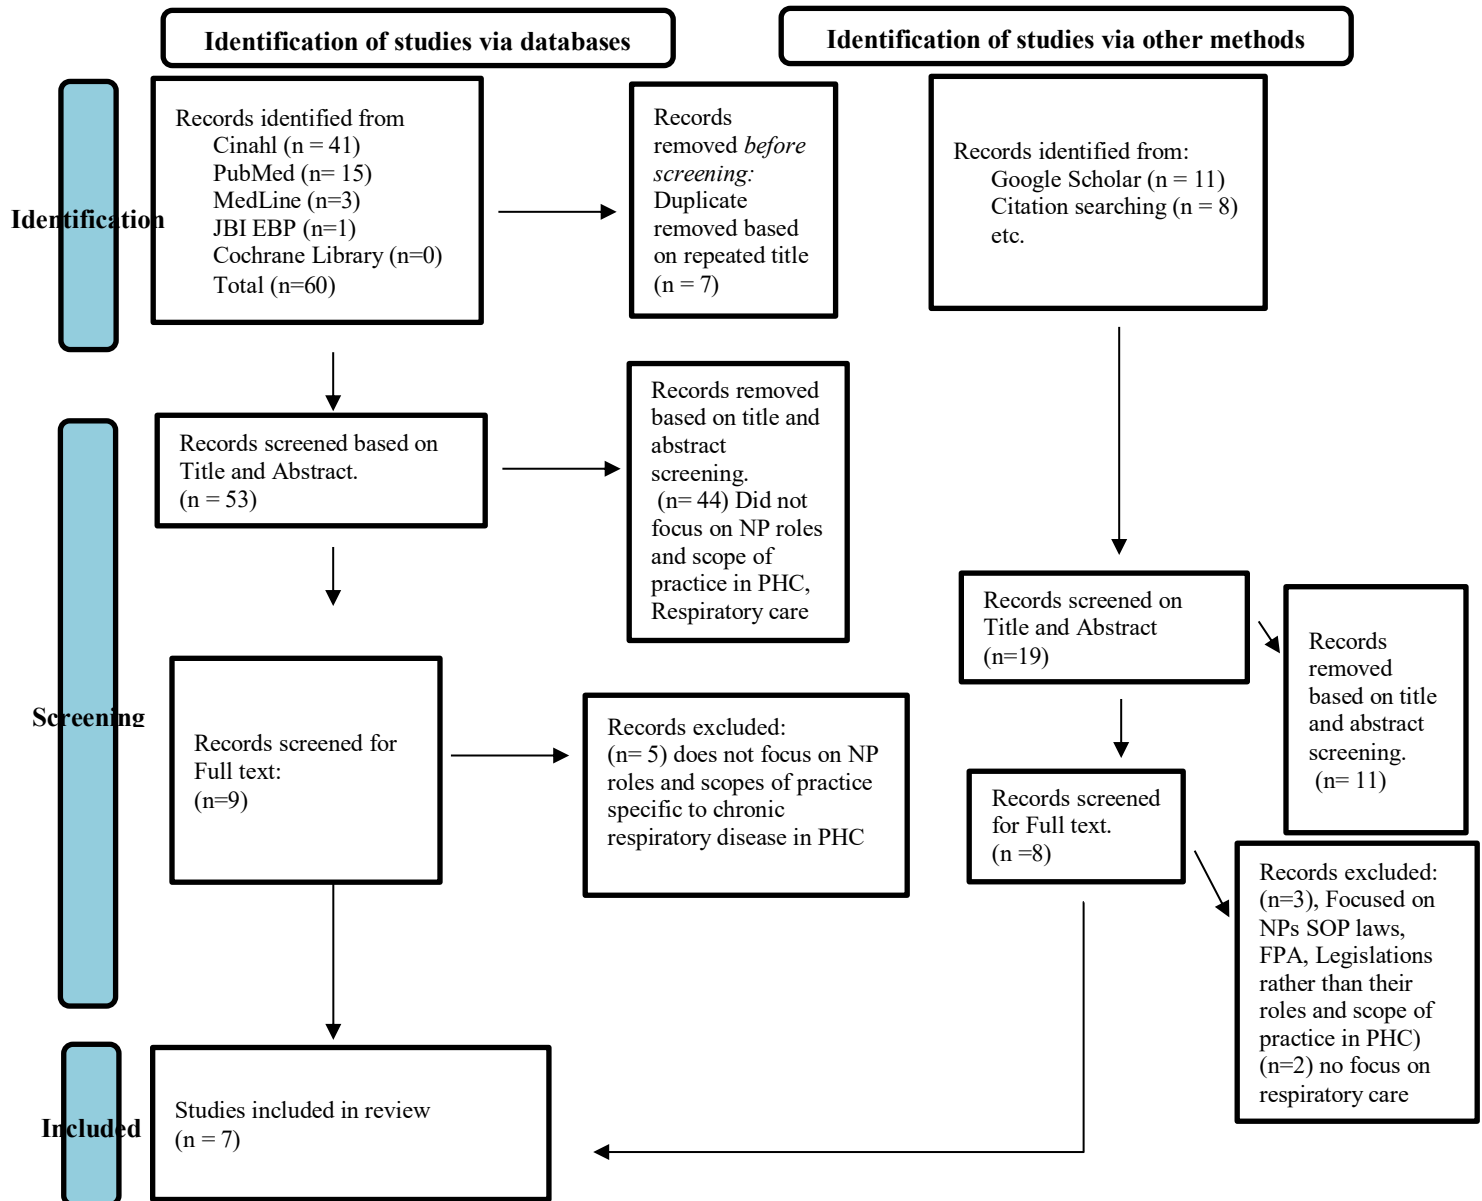 Identification of studies via databases
Identification of studies via other methods
Identification
Records identified from
Cinahl (n = 41)
PubMed (n= 15)
MedLine (n=3)
JBI EBP (n=1)
Cochrane Library (n=0)
Total (n=60)
Records
removed before
screening:
Duplicate
removed based
on repeated title
(n = 7)
Records identified from:
Google Scholar (n = 11)
Citation searching (n = 8)
etc.
Screening
Records screened based on
Title and Abstract.
(n = 53)
Records removed
based on title and
abstract
screening.
(n= 44) Did not
focus on NP roles
and scope of
practice in PHC,
Respiratory care
Records screened on
Title and Abstract
(n=19)
Records
removed
based on title
and abstract
screening.
(n= 11)
Records screened for
Full text:
(n=9)
Records excluded:
(n= 5) does not focus on NP
roles and scopes of practice
specific to chronic
respiratory disease in PHC
Records screened
for Full text.
(n =8)
Records excluded:
(n=3), Focused on
NPs SOP laws,
FPA, Legislations
rather than their
roles and scope of
practice in PHC)
(n=2) no focus on
respiratory care
Included
Studies included in review
(n = 7)